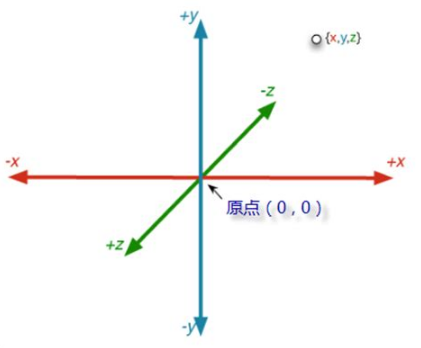 +y
{x,y,z}
-z
-x
+x
原点（0，0）
+z
-y